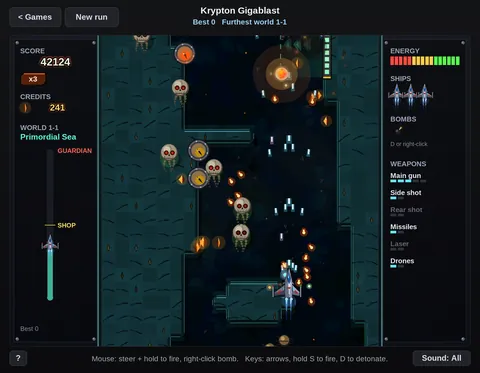 < Games
New run
Krypton Gigablast
Best 0 Furthest world 1-1
SCORE
42124
x3
CREDITS
241
WORLD 1-1
Primordial Sea
GUARDIAN
SHOP
Best 0
ENERGY
SHIPS
BOMBS
D or right-click
WEAPONS
Main gun
Side shot
Rear shot
Missiles
Laser
Drones
?
Mouse: steer + hold to fire, right-click bomb. Keys: arrows, hold S to fire, D to detonate.
Sound: All